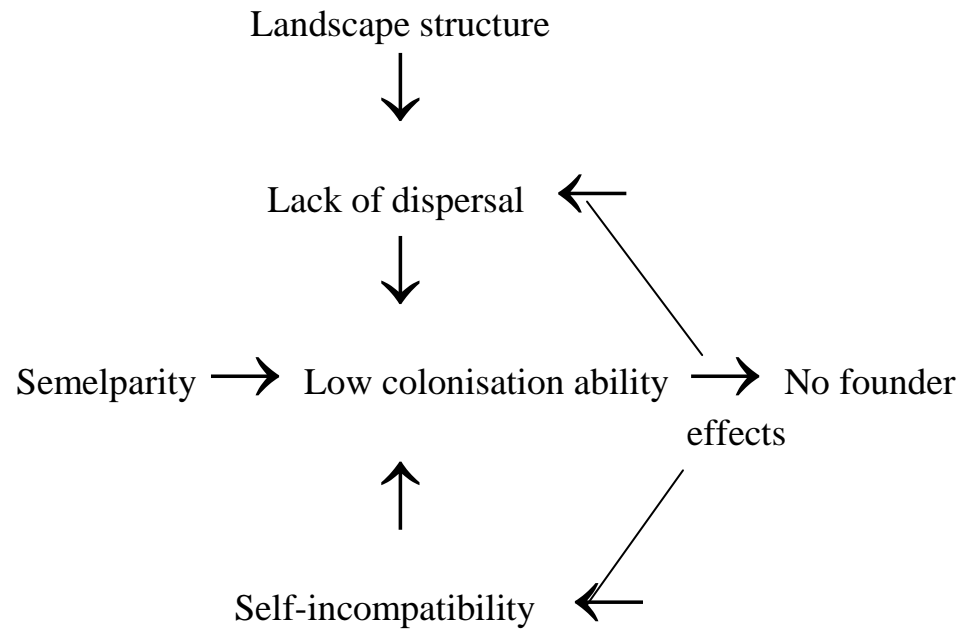 Landscape structure
Lack of dispersal
Semelparity Low colonisation ability No founder
effects
Self-incompatibility